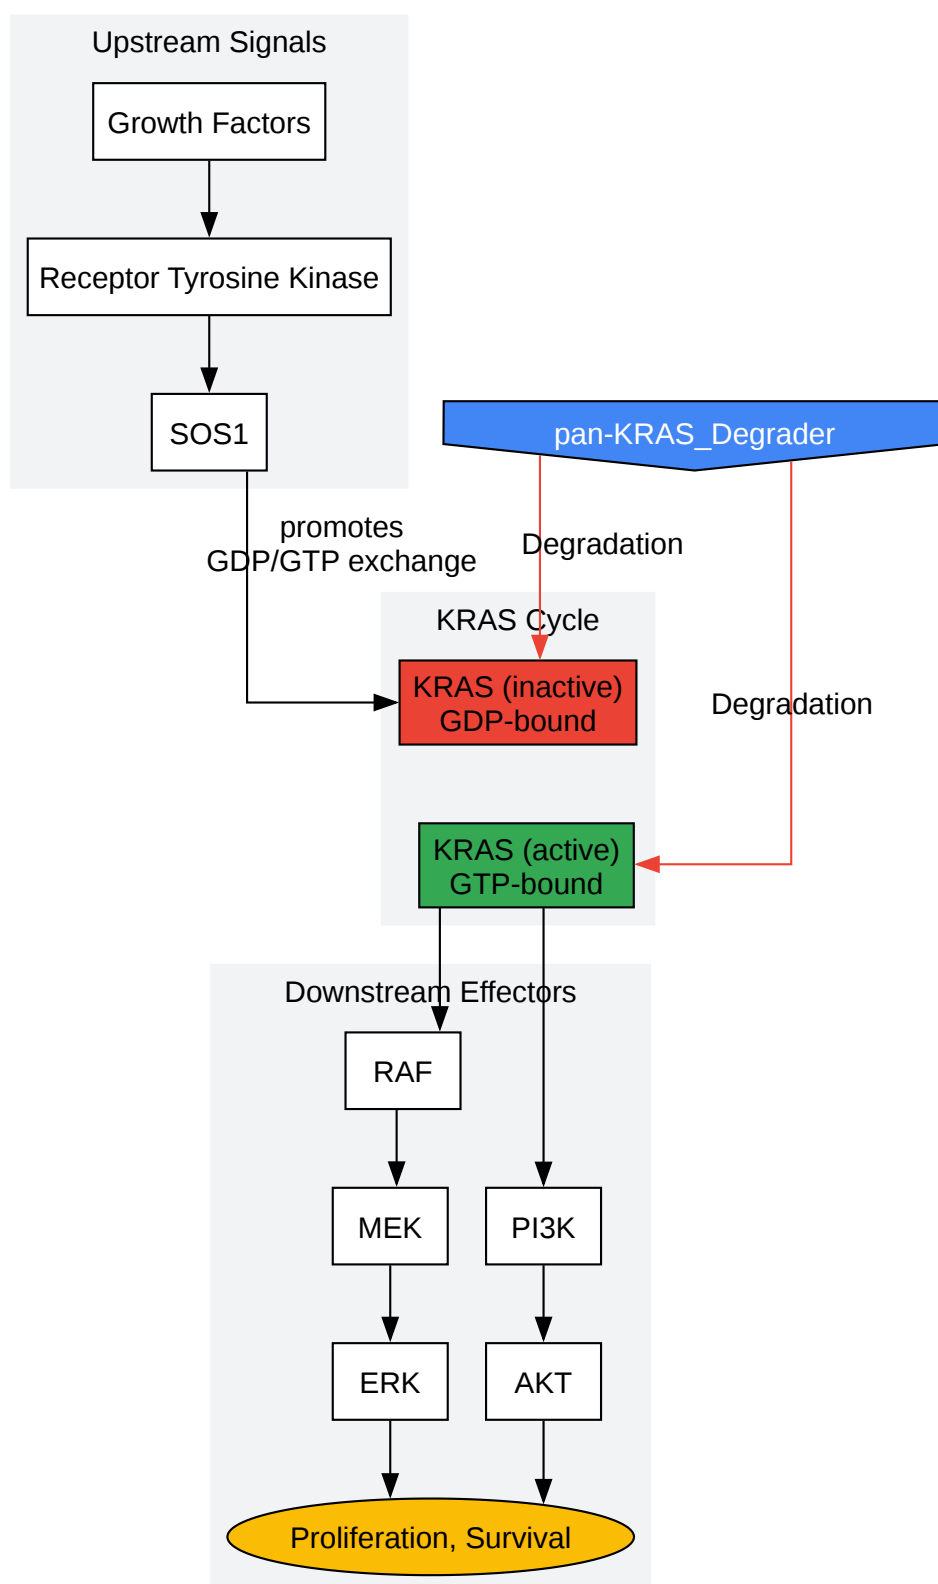 Upstream Signals
Growth Factors
Receptor Tyrosine Kinase
SOS1
pan-KRAS_Degrader
promotes
GDP/GTP exchange
Degradation
KRAS Cycle
KRAS (inactive)
GDP-bound
Degradation
KRAS (active)
GTP-bound
Downstream Effectors
RAF
MEK
PI3K
ERK
AKT
Proliferation, Survival